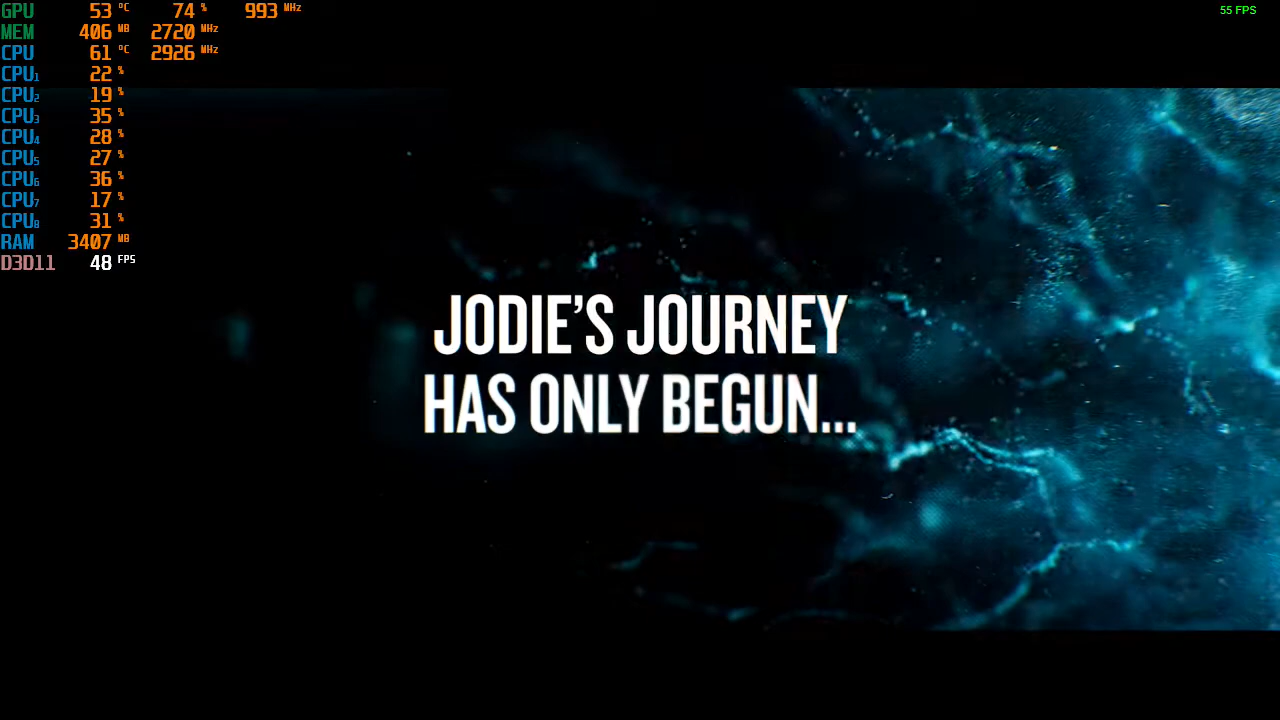 GPU 53 °C 74 % 993 MHz
55 FPS
MEM 406 MB 2720 MHz
CPU 61 °C 2926 MHz
CPU1 22 %
CPU2 19 %
CPU3 35 %
CPU4 28 %
CPU5 27 %
CPU6 36 %
CPU7 17 %
CPU8 31 %
RAM 3407 MB
D3D11 48 FPS
JODIE’S JOURNEY
HAS ONLY BEGUN...